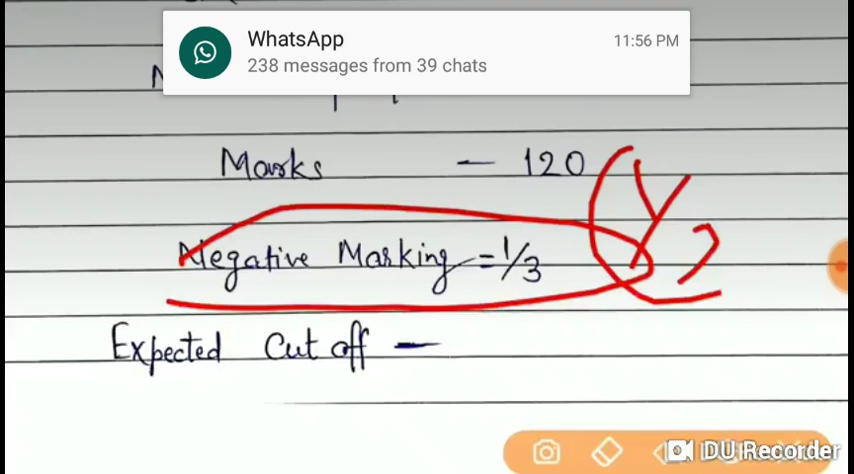 WhatsApp 11:56 PM
238 messages from 39 chats
Marks - 120
Negative Marking = 1/3
Expected Cut off -
DU Recorder